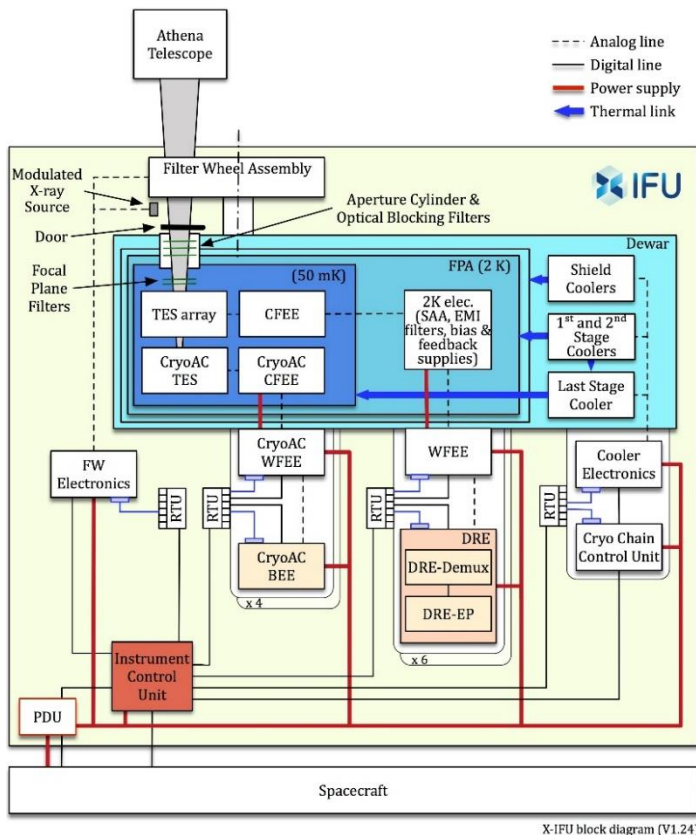 Athena
Telescope
Analog line
Digital line
Power supply
Thermal link
Filter Wheel Assembly
X IFU
Modulated
X-ray
Source
Aperture Cylinder &
Optical Blocking Filters
Door
Dewar
Focal
Plane
Filters
(50 mK)
FPA (2 K)
Shield
Coolers
TES array
CFEE
2K elec.
(SAA, EMI
filters, bias &
feedback
supplies)
1st and 2nd
Stage
Coolers
CryoAC
TES
CryoAC
CFEE
Last Stage
Cooler
FW
Electronics
CryoAC
WFEE
WFEE
Cooler
Electronics
RTU
RTU
RTU
RTU
CryoAC
BEE
DRE
DRE-Demux
DRE-EP
Cryo Chain
Control Unit
x 4
x 6
Instrument
Control
Unit
PDU
Spacecraft
X-IFU block diagram (V1.24)